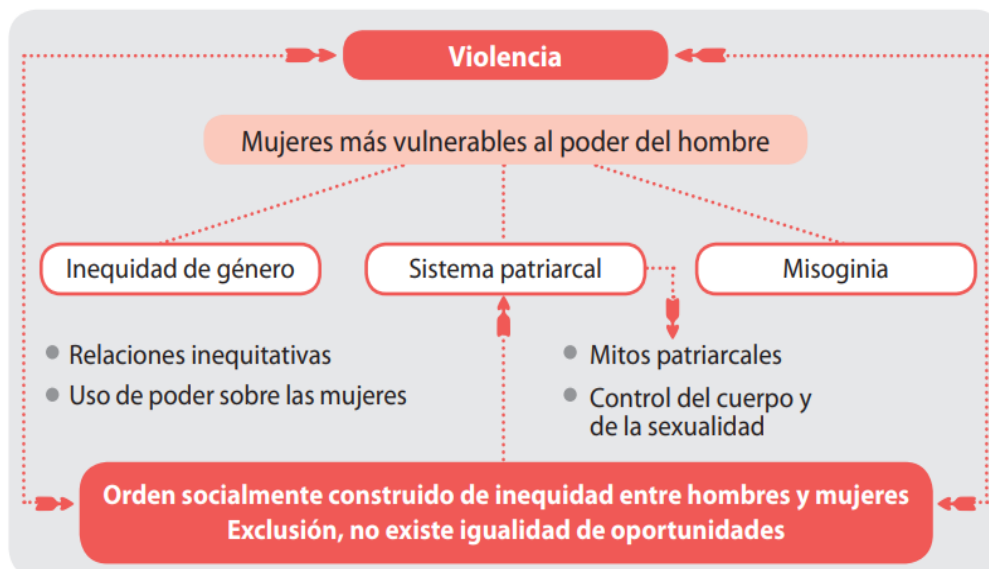 Violencia
Mujeres más vulnerables al poder del hombre
Inequidad de género
Sistema patriarcal
Misoginia
Relaciones inequitativas
Uso de poder sobre las mujeres
Mitos patriarcales
Control del cuerpo y
de la sexualidad
Orden socialmente construido de inequidad entre hombres y mujeres
Exclusión, no existe igualdad de oportunidades